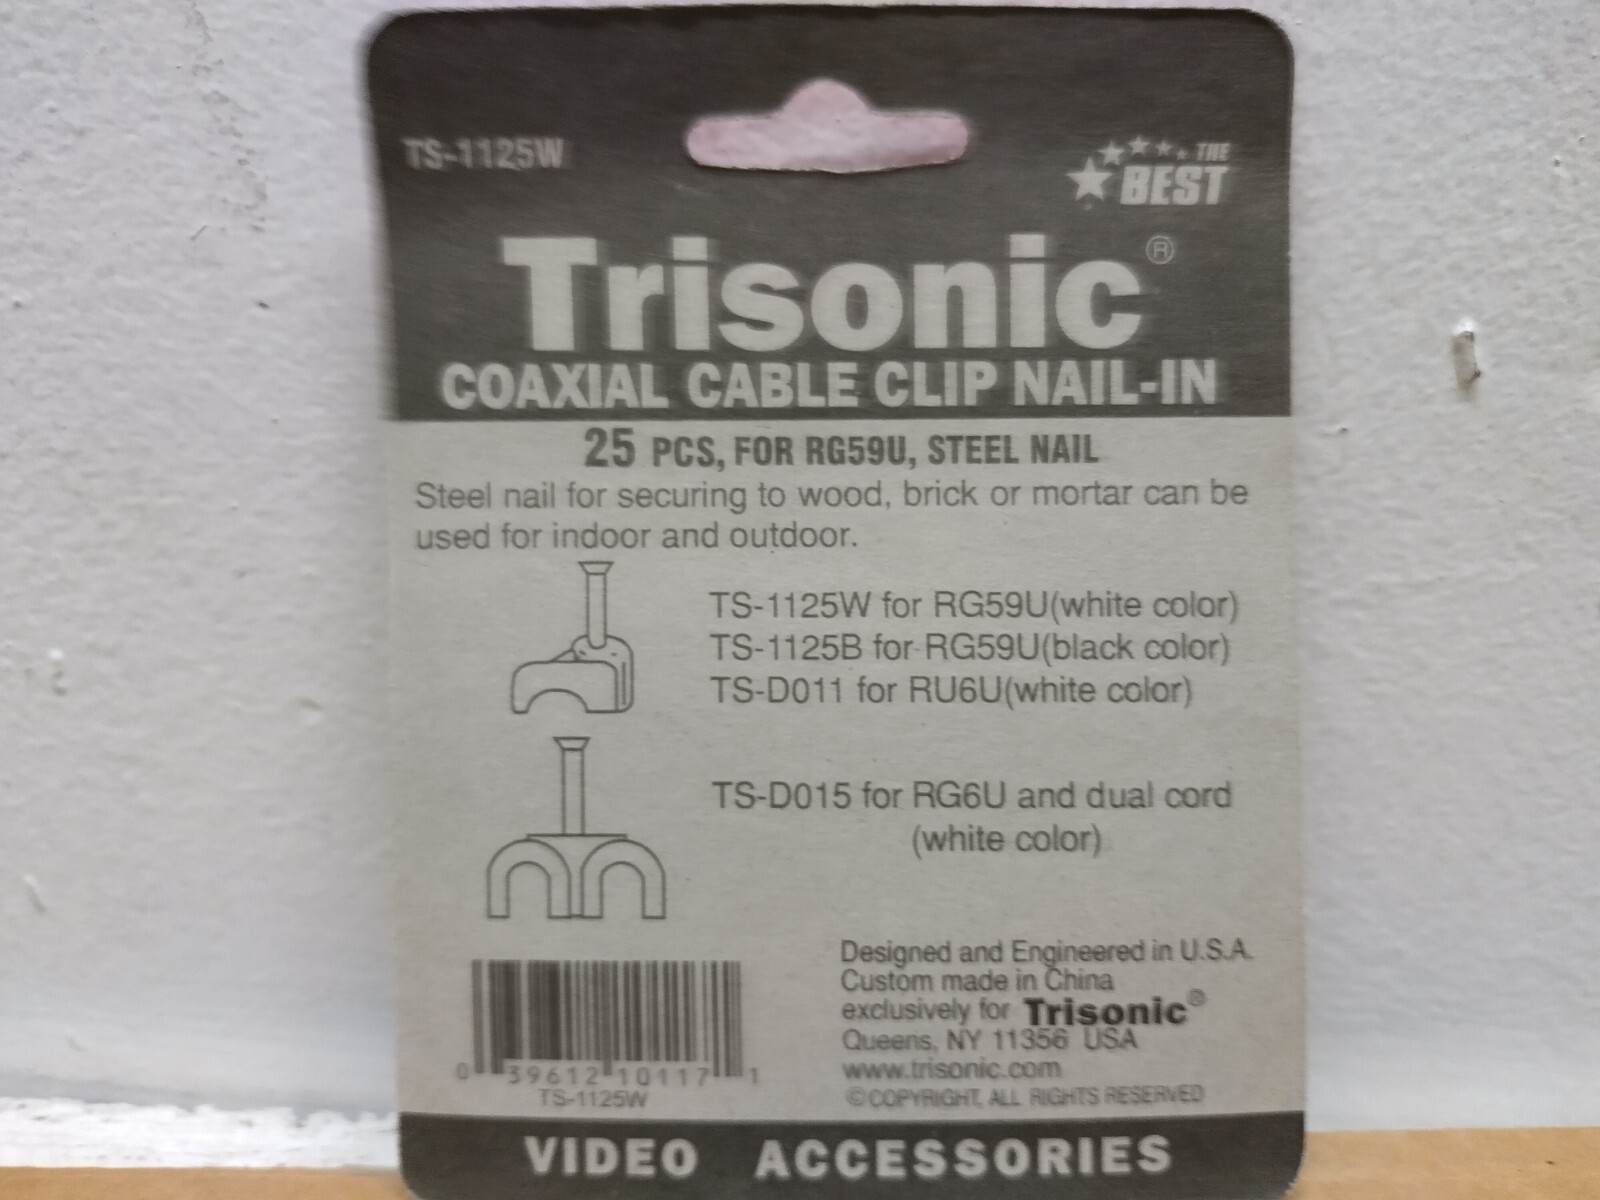 TS-1125W
THE
BEST
Trisonic®
COAXIAL CABLE CLIP NAIL-IN
25 PCS, FOR RG59U, STEEL NAIL
Steel nail for securing to wood, brick or mortar can be
used for indoor and outdoor.
TS-1125W for RG59U(white color)
TS-1125B for RG59U(black color)
TS-D011 for RU6U(white color)
TS-D015 for RG6U and dual cord
(white color)
Designed and Engineered in U.S.A.
Custom made in China
exclusively for Trisonic®
Queens, NY 11356 USA
www.trisonic.com
©COPYRIGHT, ALL RIGHTS RESERVED
0 39612 10117 1
TS-1125W
VIDEO ACCESSORIES